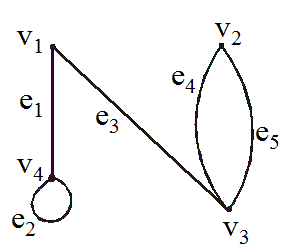 v₁ v₂
e₁ e₃ e₄ e₅
v₄
e₂ v₃